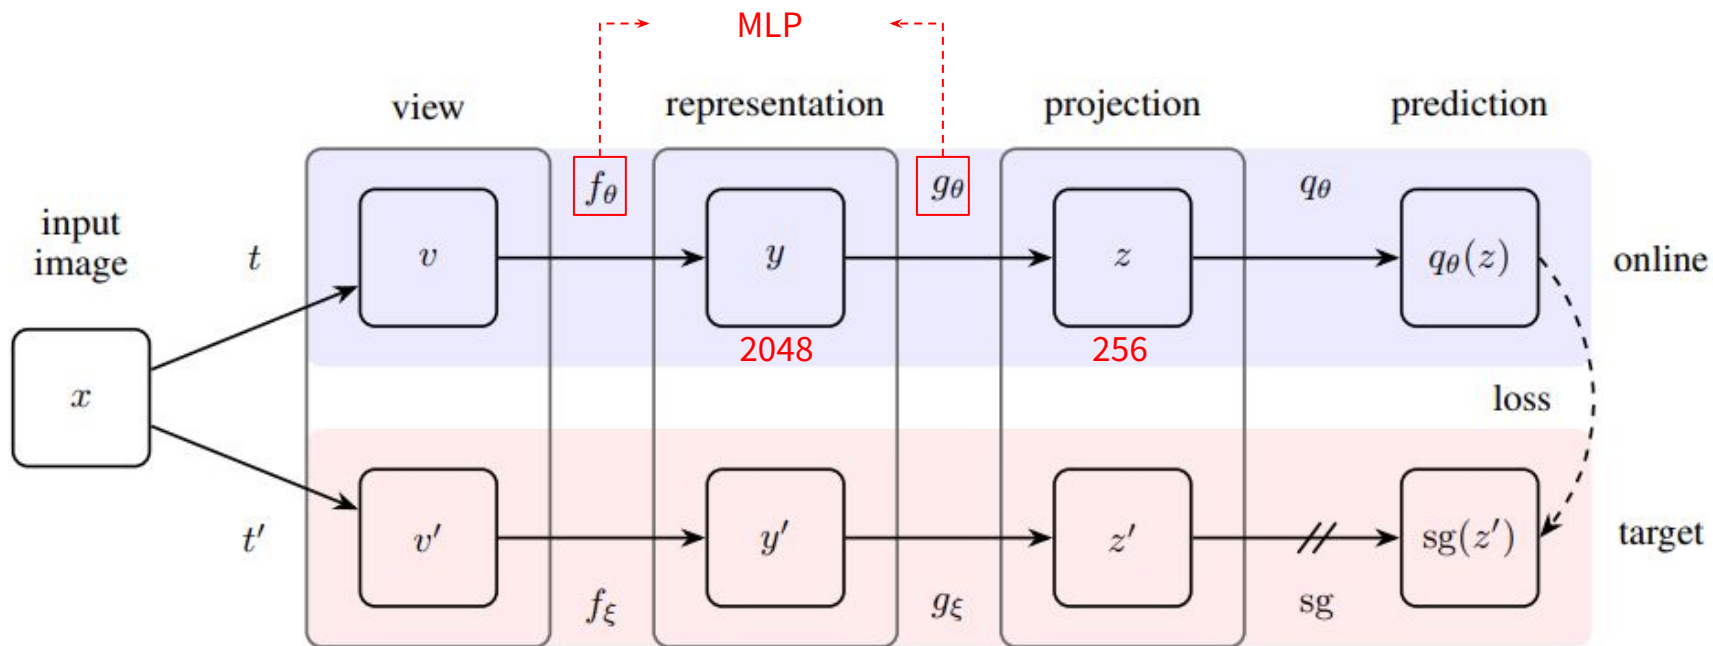 MLP
view
representation
projection
prediction
fθ
gθ
qθ
input
image
t
v
y
z
qθ(z)
online
2048
256
x
loss
t′
v′
y′
z′
sg(z′)
target
fξ
gξ
sg